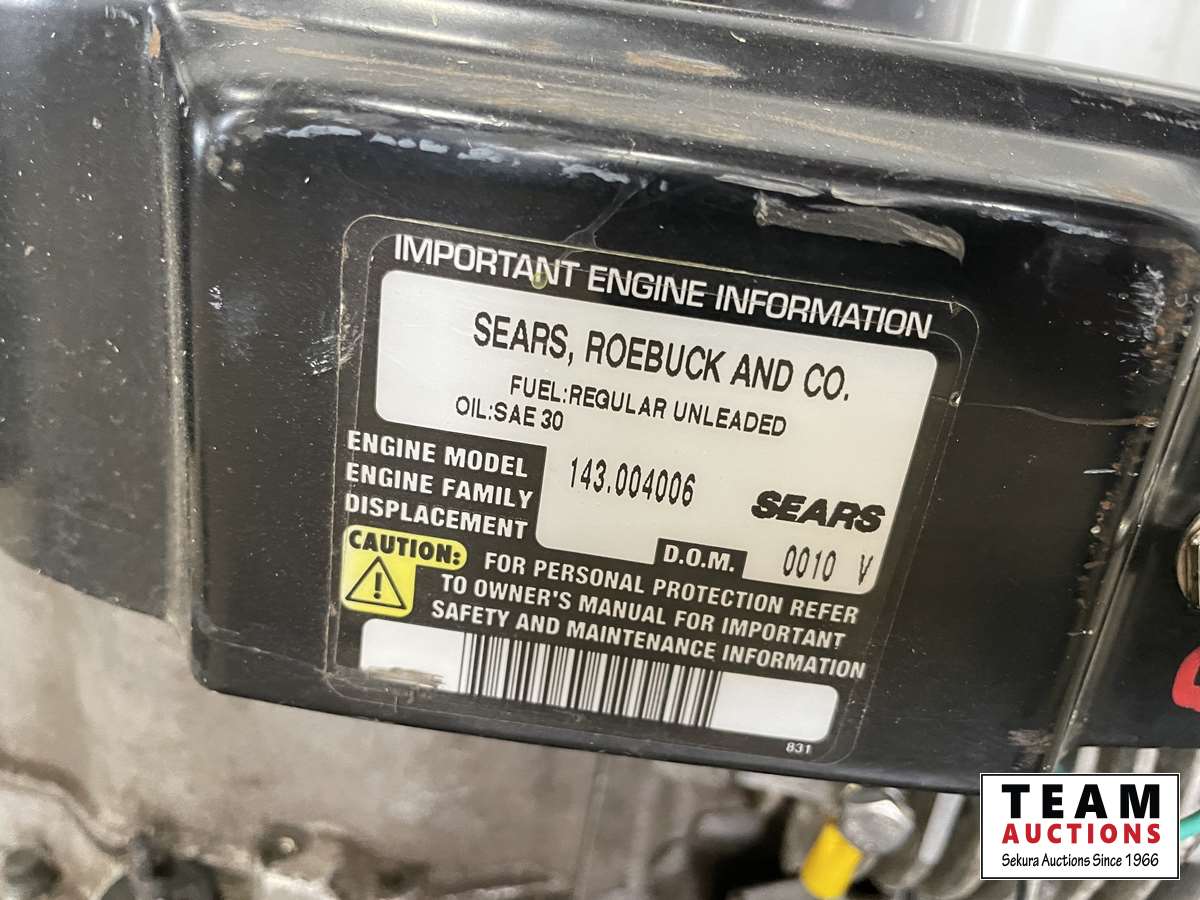 IMPORTANT ENGINE INFORMATION
SEARS, ROEBUCK AND CO.
FUEL:REGULAR UNLEADED
OIL:SAE 30
ENGINE MODEL 143.004006
ENGINE FAMILY SEARS
DISPLACEMENT
D.O.M. 0010 V
CAUTION: FOR PERSONAL PROTECTION REFER
TO OWNER'S MANUAL FOR IMPORTANT
SAFETY AND MAINTENANCE INFORMATION
831
TEAM
AUCTIONS
Sekura Auctions Since 1966